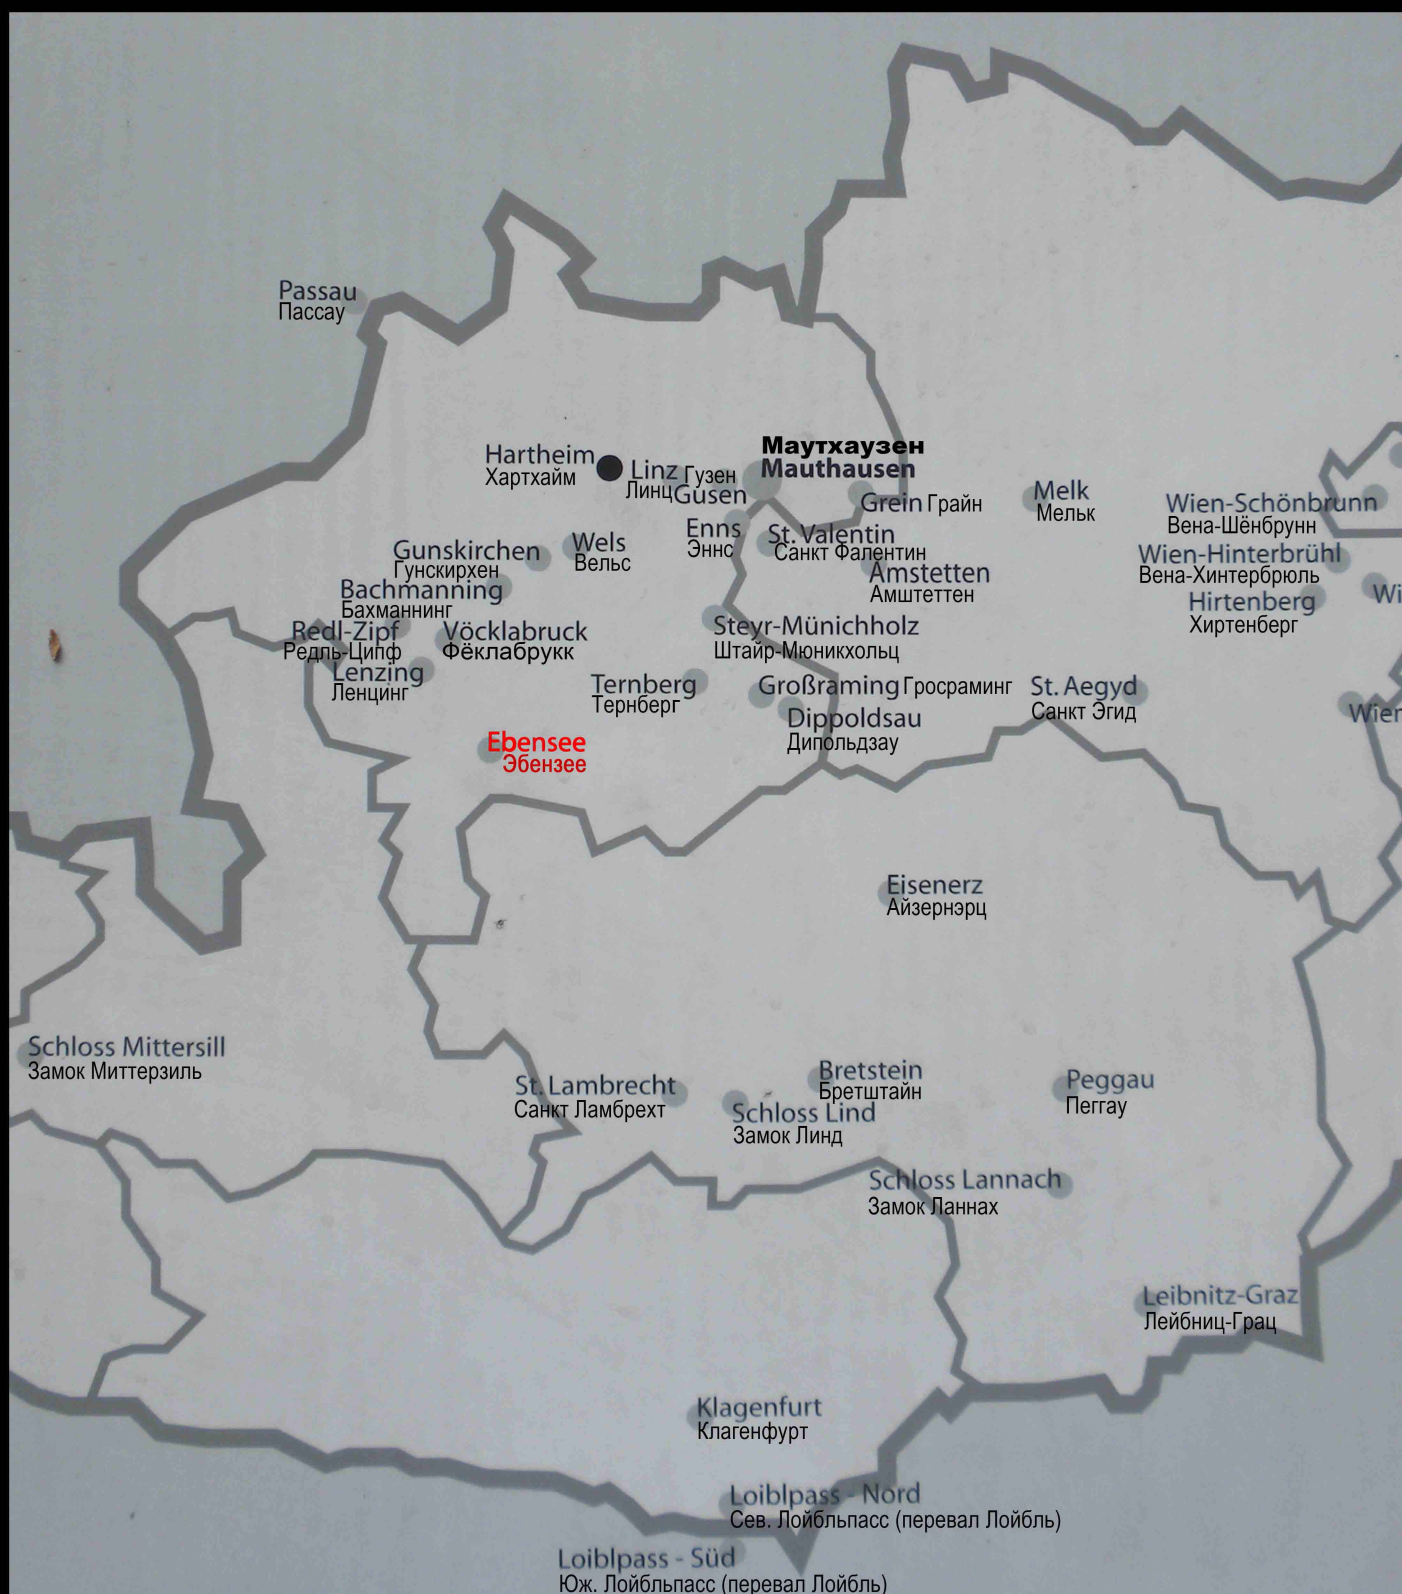 Passau
Пассау
Маутхаузен
Mauthausen
Hartheim
Хартхайм
Linz
Линц
Гузен
Gusen
Grein Грайн
Melk
Мельк
Wien-Schönbrunn
Вена-Шёнбрунн
Enns
Эннс
St. Valentin
Санкт Фалентин
Wels
Вельс
Gunskirchen
Гунскирхен
Wien-Hinterbrühl
Вена-Хинтербрюль
Amstetten
Амштеттен
Bachmanning
Бахманнинг
Hirtenberg
Хиртенберг
Wi
Redl-Zipf
Редль-Ципф
Vöcklabruck
Фёклабрукк
Steyr-Münichholz
Штайр-Мюникхольц
Lenzing
Ленцинг
Ternberg
Тернберг
Großraming Гросраминг
St. Aegyd
Санкт Эгид
Dippoldsau
Дипольдзау
Wien
Ebensee
Эбензее
Eisenerz
Айзернэрц
Schloss Mittersill
Замок Миттерзиль
St. Lambrecht
Санкт Ламбрехт
Bretstein
Бретштайн
Peggau
Пеггау
Schloss Lind
Замок Линд
Schloss Lannach
Замок Ланнах
Leibnitz-Graz
Лейбниц-Грац
Klagenfurt
Клагенфурт
Loiblpass - Nord
Сев. Лойбльпасс (перевал Лойбль)
Loiblpass - Süd
Юж. Лойбльпасс (перевал Лойбль)